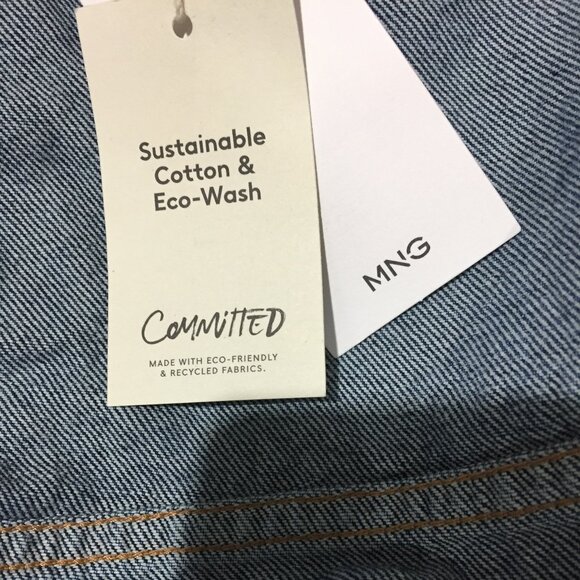 Sustainable
Cotton &
Eco-Wash
COMMITTED
MADE WITH ECO-FRIENDLY
& RECYCLED FABRICS.
MNG